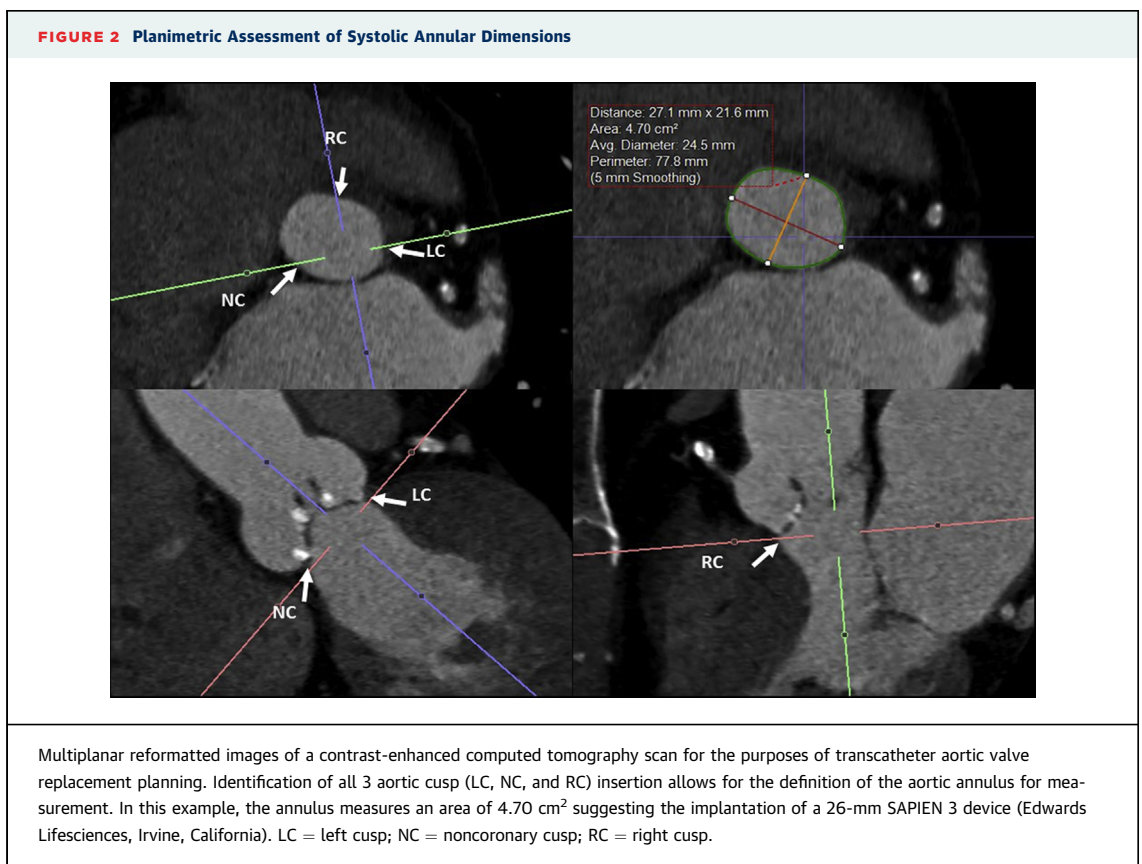 FIGURE 2 Planimetric Assessment of Systolic Annular Dimensions
RC
LC
NC
Distance: 27.1 mm x 21.6 mm
Area: 4.70 cm²
Avg. Diameter: 24.5 mm
Perimeter: 77.8 mm
(5 mm Smoothing)
LC
NC
RC
Multiplanar reformatted images of a contrast-enhanced computed tomography scan for the purposes of transcatheter aortic valve
replacement planning. Identification of all 3 aortic cusp (LC, NC, and RC) insertion allows for the definition of the aortic annulus for mea-
surement. In this example, the annulus measures an area of 4.70 cm² suggesting the implantation of a 26-mm SAPIEN 3 device (Edwards
Lifesciences, Irvine, California). LC = left cusp; NC = noncoronary cusp; RC = right cusp.